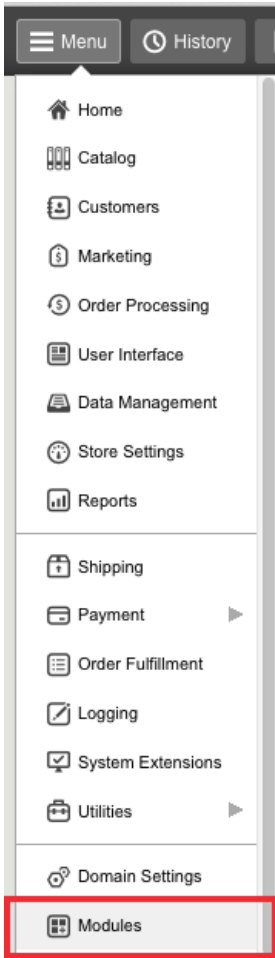 Menu
History
Home
Catalog
Customers
Marketing
Order Processing
User Interface
Data Management
Store Settings
Reports
Shipping
Payment
Order Fulfillment
Logging
System Extensions
Utilities
Domain Settings
Modules